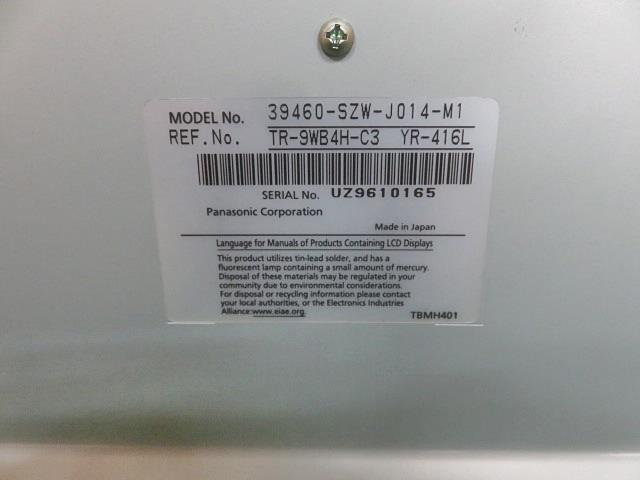 MODEL No. 39460-SZW-J014-M1
REF.No. TR-9WB4H-C3 YR-416L
SERIAL No. UZ9610165
Panasonic Corporation
Made in Japan
Language for Manuals of Products Containing LCD Displays
This product utilizes tin-lead solder, and has a
fluorescent lamp containing a small amount of mercury.
Disposal of these materials may be regulated in your
community due to environmental considerations.
For disposal or recycling information please contact
your local authorities, or the Electronics Industries
Alliance:www.eiae.org.
TBMH401